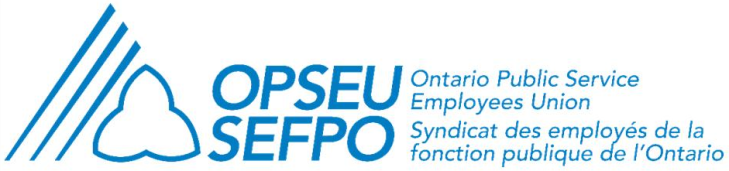 OPSEU
SEFPO
Ontario Public Service
Employees Union
Syndicat des employés de la
fonction publique de l'Ontario